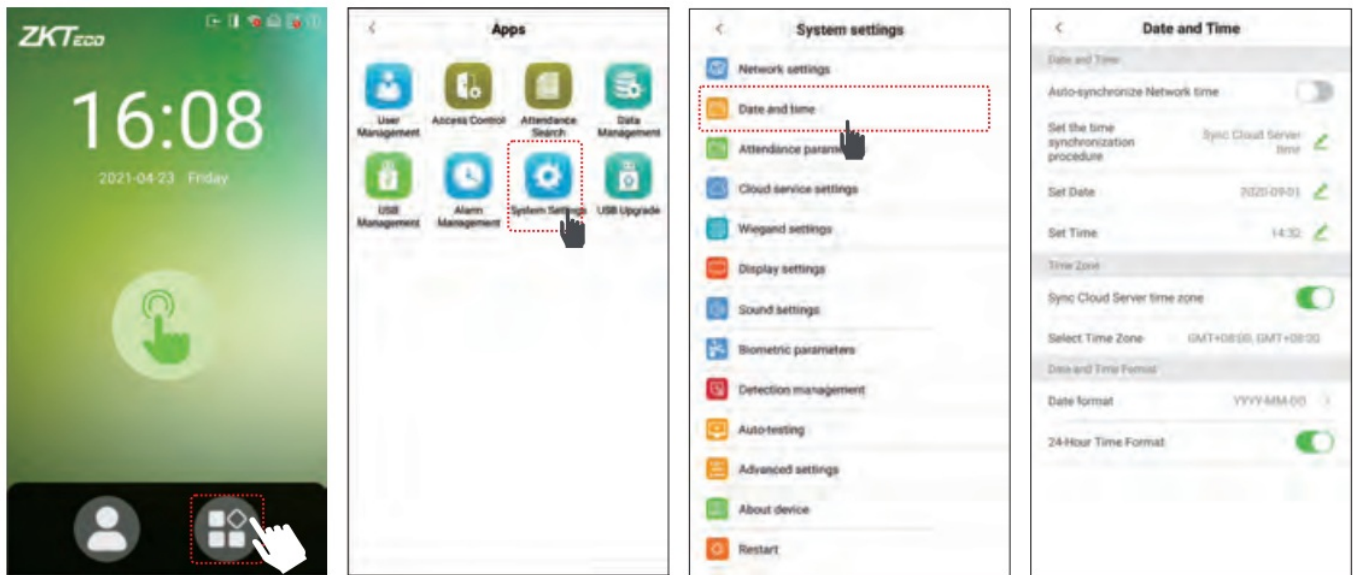 ZKTECO
16:08
2021-04-23 Friday
Apps
User
Management
Access Control
Attendance
Search
Data
Management
USB
Management
Alarm
Management
System Settings
USB Upgrade
System settings
Network settings
Date and time
Attendance param
Cloud service settings
Wiegand settings
Display settings
Sound settings
Biometric parameters
Detection management
Auto-testing
Advanced settings
About device
Restart
Date and Time
Date and Time
Auto-synchronize Network time
Set the time
synchronization
procedure
Sync Cloud Server
time
Set Date
2020-09-01
Set Time
14:32
Time Zone
Sync Cloud Server time zone
Select Time Zone
GMT+08:00, GMT+08:00
Date and Time Format
Date format
YYYY-MM-DD
24-Hour Time Format